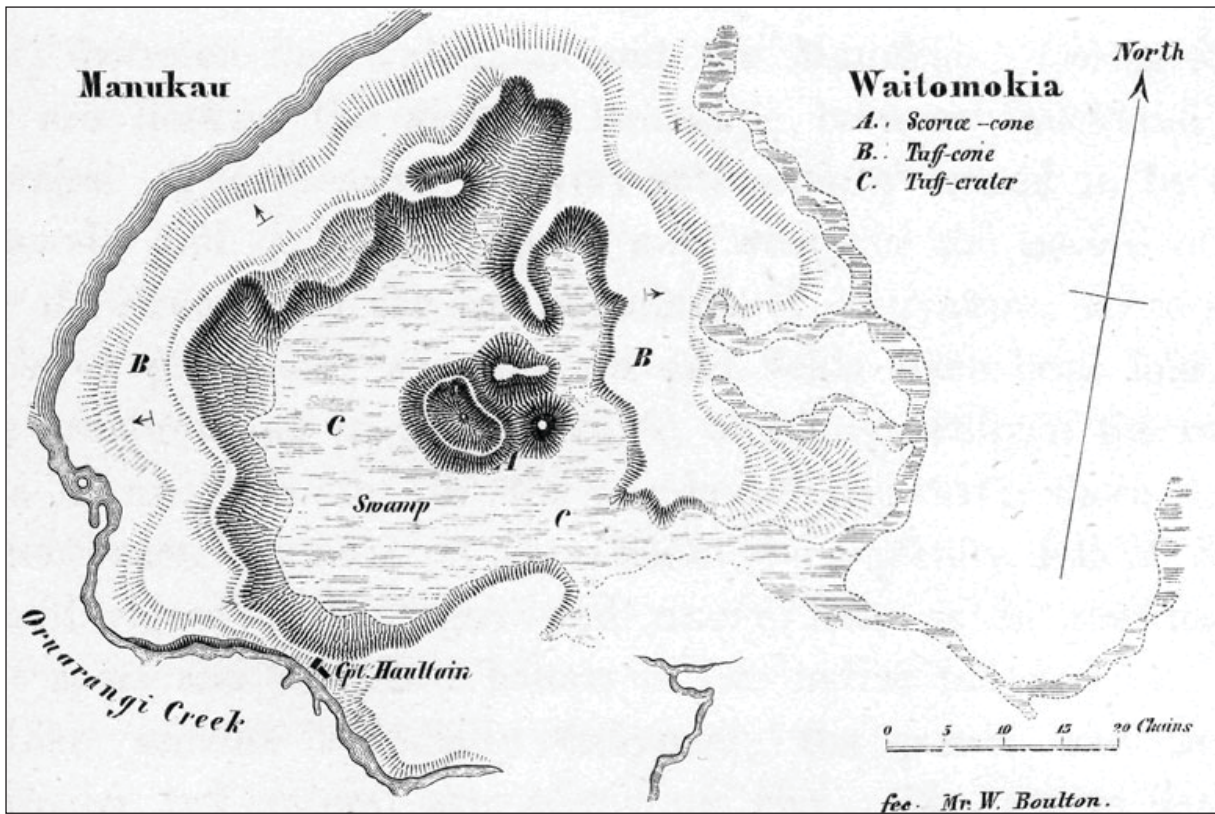 Manukau
Waitomokia
A. Scoriæ-cone
B. Tuff-cone
C. Tuff-crater
North
B
B
C
A
Swamp
C
Cpt. Haultain
Oruarangi Creek
0 5 10 15 20 Chains
fec. Mr. W. Boulton.